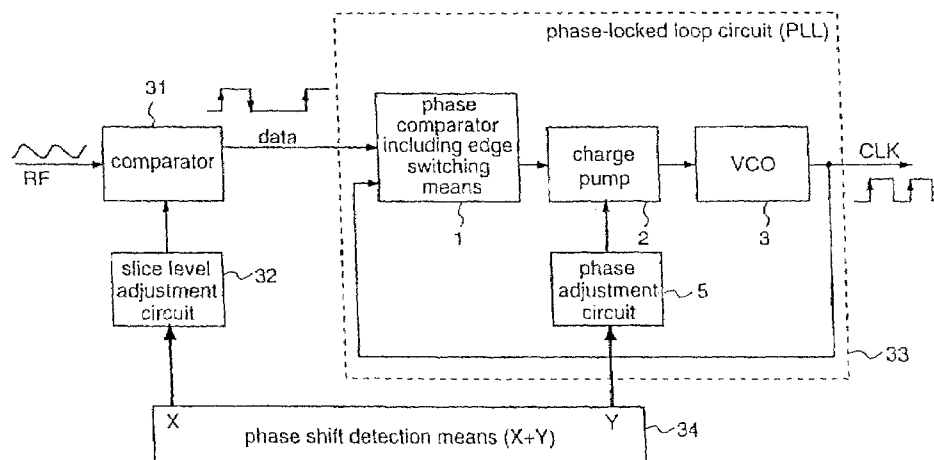 phase-locked loop circuit (PLL)
31
RF
comparator
data
phase
comparator
including edge
switching
means
1
charge
pump
2
VCO
3
CLK
slice level
adjustment
circuit
32
phase
adjustment
circuit
5
33
X
Y
phase shift detection means (X+Y)
34